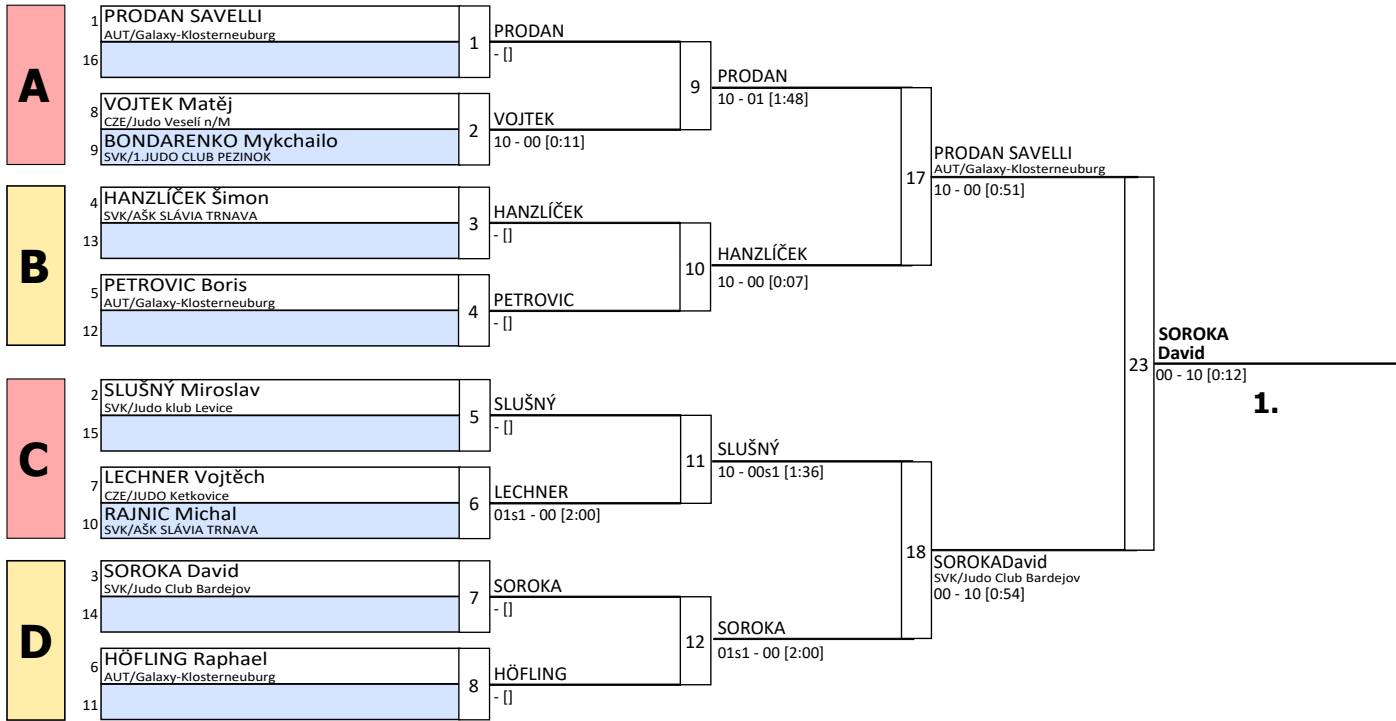 A
1 PRODAN SAVELLI
AUT/Galaxy-Klosterneuburg
16
1
PRODAN
- []
8 VOJTEK Matěj
CZE/Judo Veselí n/M
9 BONDARENKO Mykchailo
SVK/1.JUDO CLUB PEZINOK
2
VOJTEK
10 - 00 [0:11]
9
PRODAN
10 - 01 [1:48]
B
4 HANZLÍČEK Šimon
SVK/AŠK SLÁVIA TRNAVA
13
3
HANZLÍČEK
- []
5 PETROVIC Boris
AUT/Galaxy-Klosterneuburg
12
4
PETROVIC
- []
10
HANZLÍČEK
10 - 00 [0:07]
17
PRODAN SAVELLI
AUT/Galaxy-Klosterneuburg
10 - 00 [0:51]
C
2 SLUŠNÝ Miroslav
SVK/Judo klub Levice
15
5
SLUŠNÝ
- []
7 LECHNER Vojtěch
CZE/JUDO Ketkovice
10 RAJNIC Michal
SVK/AŠK SLÁVIA TRNAVA
6
LECHNER
01s1 - 00 [2:00]
11
SLUŠNÝ
10 - 00s1 [1:36]
D
3 SOROKA David
SVK/Judo Club Bardejov
14
7
SOROKA
- []
6 HÖFLING Raphael
AUT/Galaxy-Klosterneuburg
11
8
HÖFLING
- []
12
SOROKA
01s1 - 00 [2:00]
18
SOROKADavid
SVK/Judo Club Bardejov
00 - 10 [0:54]
23
SOROKA
David
00 - 10 [0:12]
1.